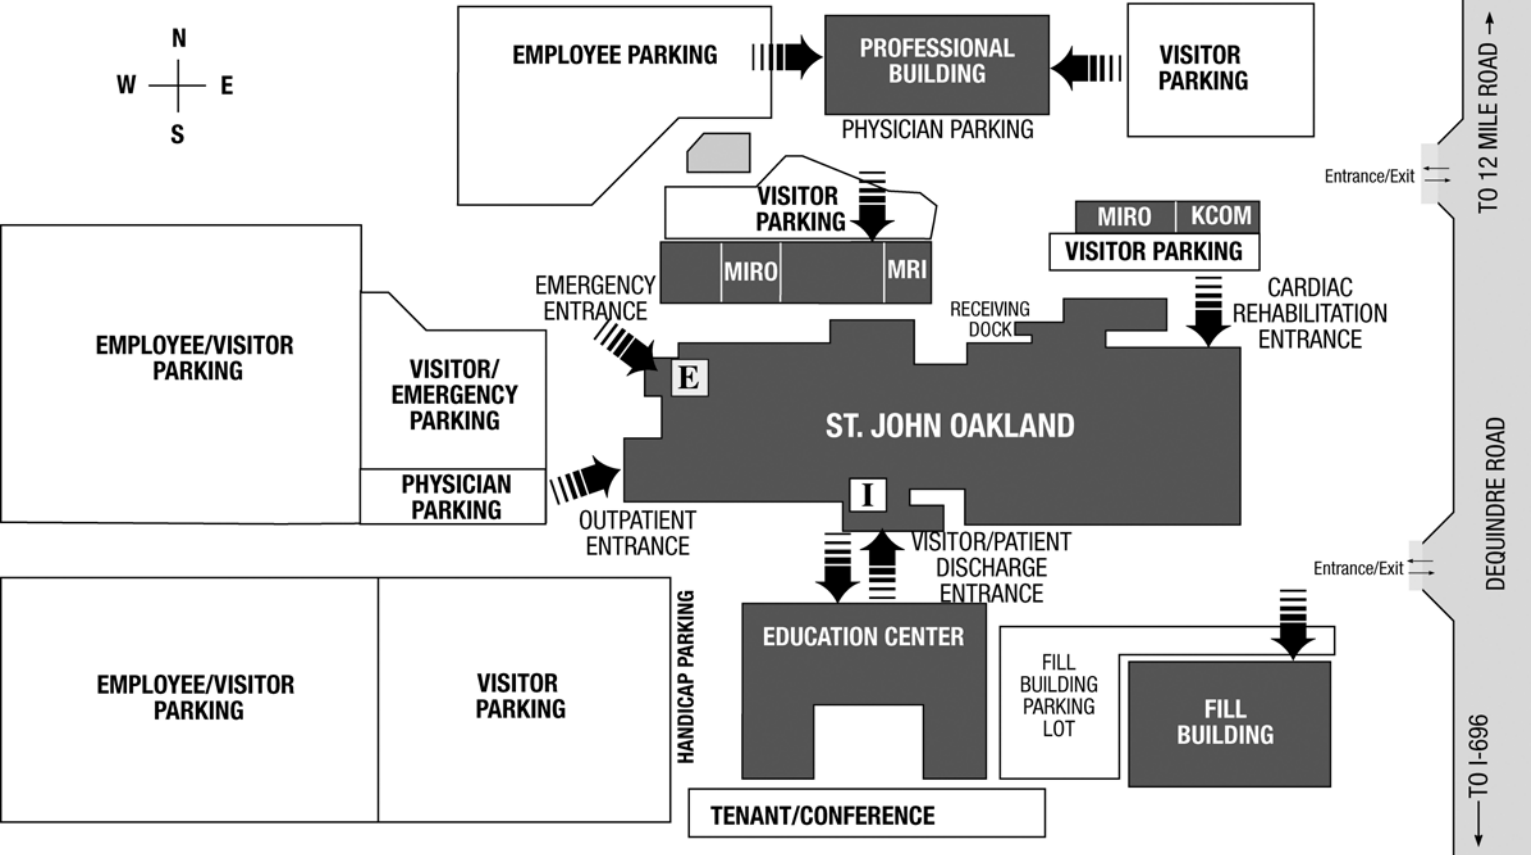 N
W E
S
EMPLOYEE PARKING
PROFESSIONAL
BUILDING
PHYSICIAN PARKING
VISITOR
PARKING
TO 12 MILE ROAD
Entrance/Exit
VISITOR
PARKING
MIRO KCOM
VISITOR PARKING
MIRO
MRI
EMERGENCY
ENTRANCE
RECEIVING
DOCK
CARDIAC
REHABILITATION
ENTRANCE
EMPLOYEE/VISITOR
PARKING
VISITOR/
EMERGENCY
PARKING
E
ST. JOHN OAKLAND
PHYSICIAN
PARKING
I
OUTPATIENT
ENTRANCE
VISITOR/PATIENT
DISCHARGE
ENTRANCE
DEQUINDRE ROAD
Entrance/Exit
EMPLOYEE/VISITOR
PARKING
VISITOR
PARKING
HANDICAP PARKING
EDUCATION CENTER
FILL
BUILDING
PARKING
LOT
FILL
BUILDING
TO I-696
TENANT/CONFERENCE